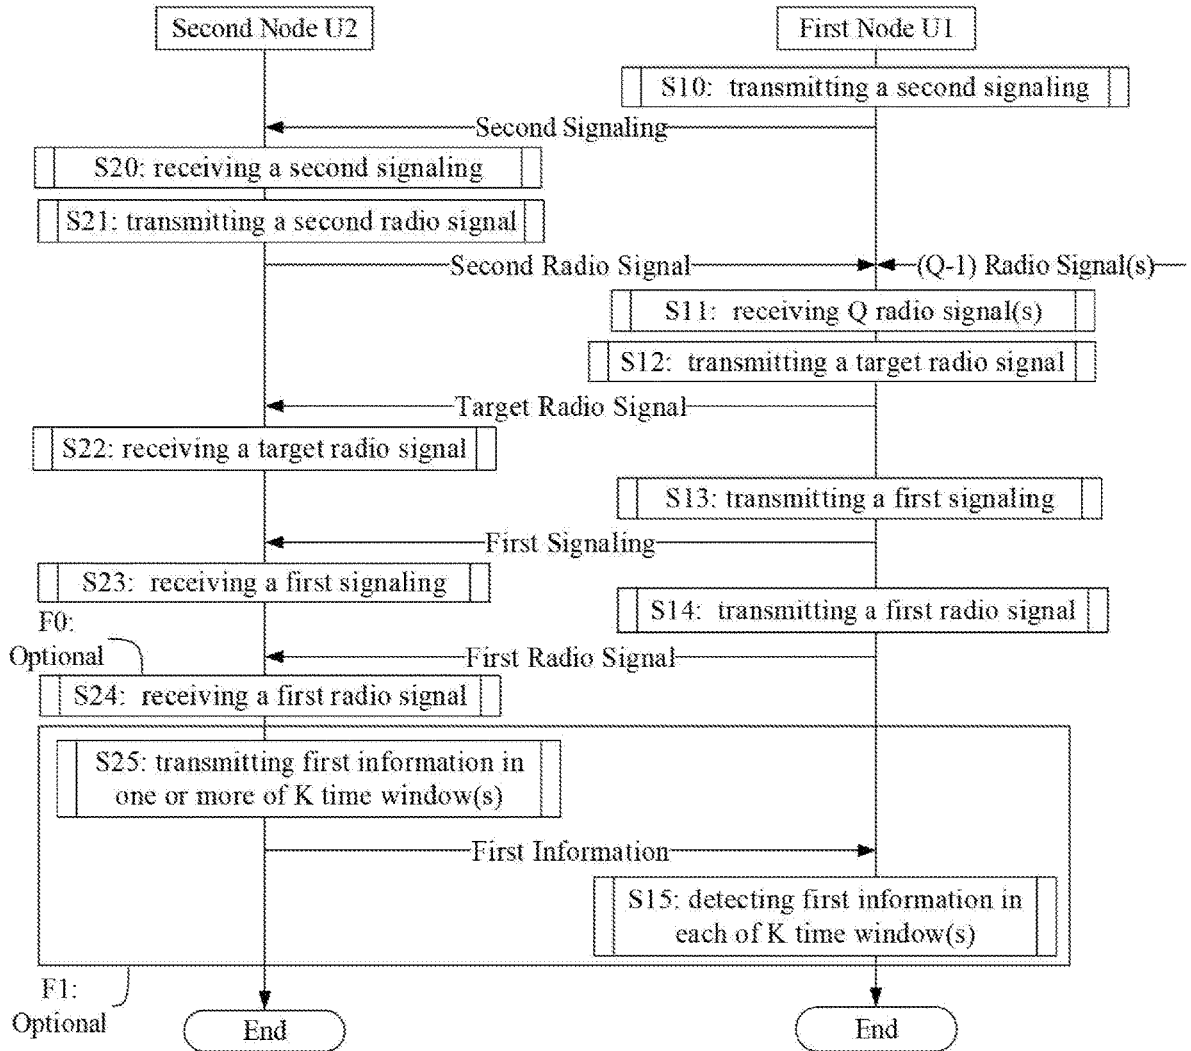 Second Node U2
First Node U1
S10: transmitting a second signaling
Second Signaling
S20: receiving a second signaling
S21: transmitting a second radio signal
Second Radio Signal
(Q-1) Radio Signal(s)
S11: receiving Q radio signal(s)
S12: transmitting a target radio signal
Target Radio Signal
S22: receiving a target radio signal
S13: transmitting a first signaling
First Signaling
S23: receiving a first signaling
S14: transmitting a first radio signal
F0:
Optional
First Radio Signal
S24: receiving a first radio signal
S25: transmitting first information in
one or more of K time window(s)
First Information
S15: detecting first information in
each of K time window(s)
F1:
Optional
End
End